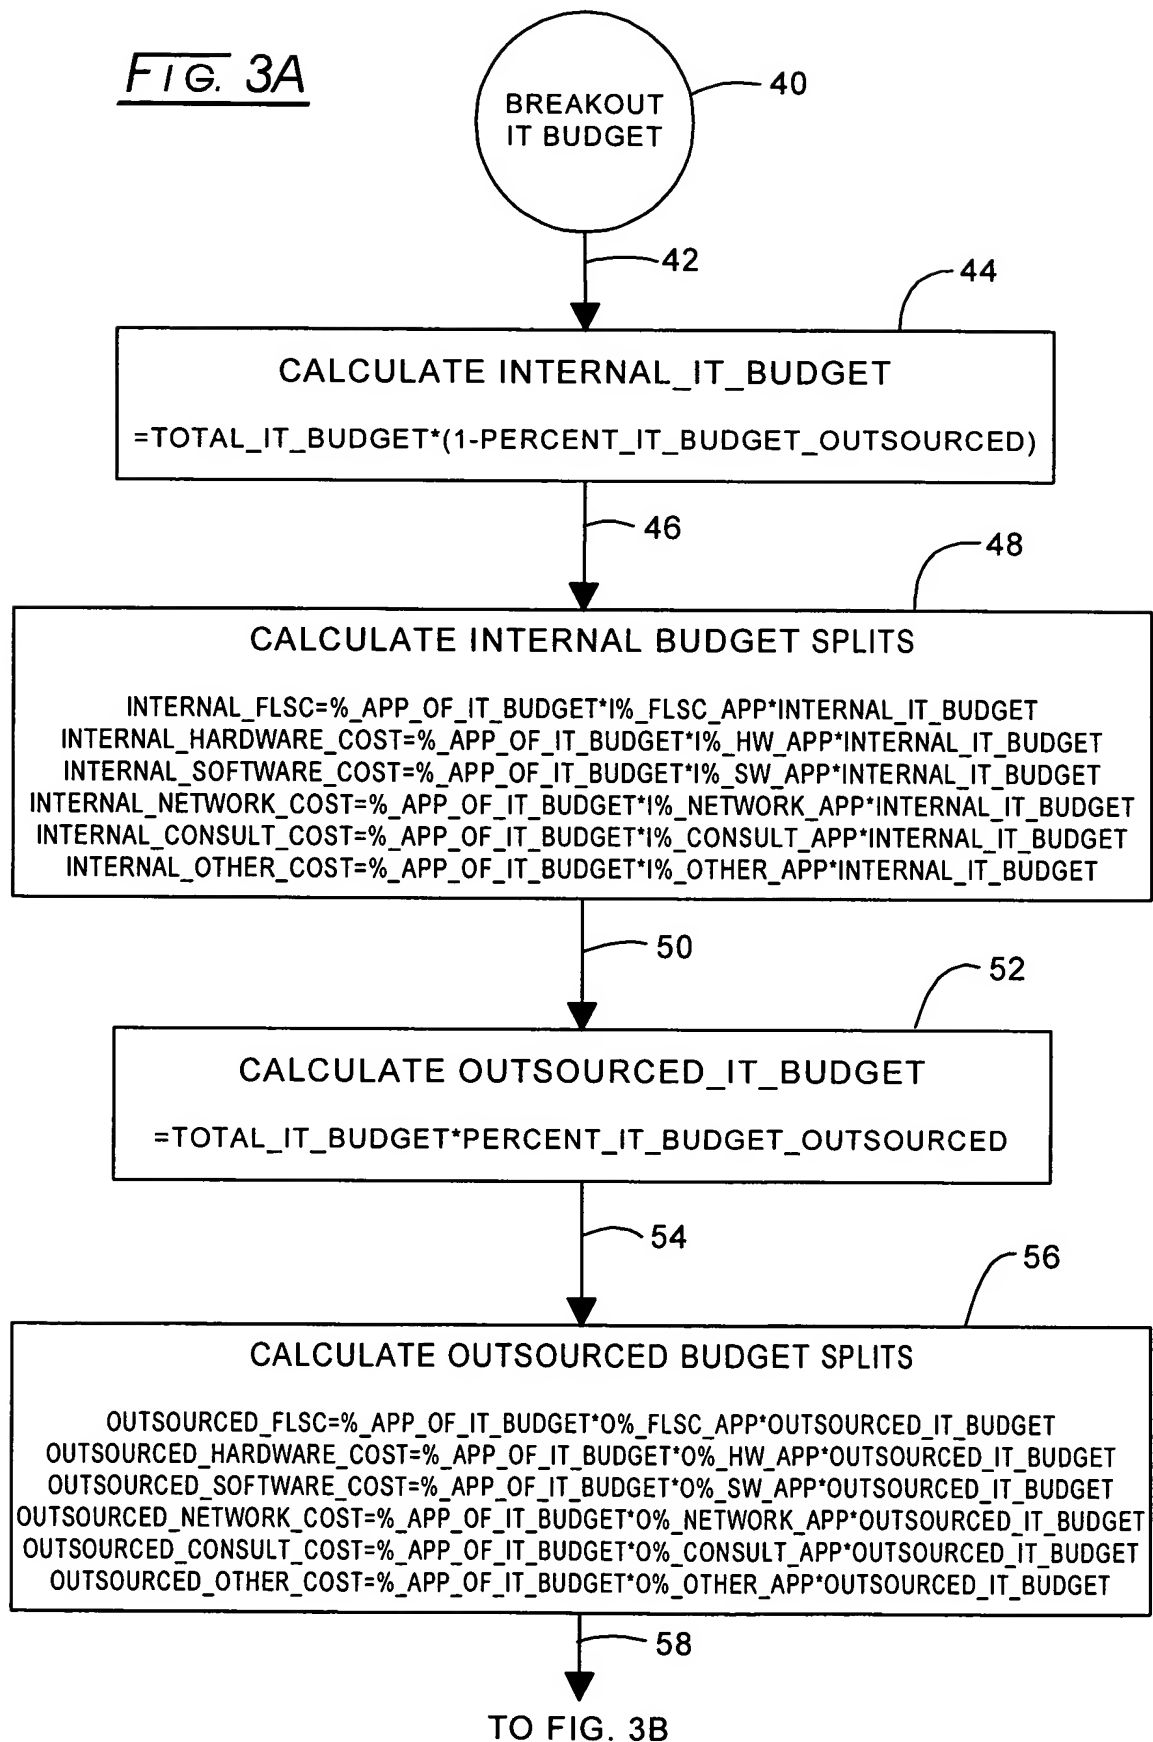 FIG. 3A
BREAKOUT
IT BUDGET
40
42
44
CALCULATE INTERNAL_IT_BUDGET
=TOTAL_IT_BUDGET*(1-PERCENT_IT_BUDGET_OUTSOURCED)
46
48
CALCULATE INTERNAL BUDGET SPLITS
INTERNAL_FLSC=%_APP_OF_IT_BUDGET*I%_FLSC_APP*INTERNAL_IT_BUDGET
INTERNAL_HARDWARE_COST=%_APP_OF_IT_BUDGET*I%_HW_APP*INTERNAL_IT_BUDGET
INTERNAL_SOFTWARE_COST=%_APP_OF_IT_BUDGET*I%_SW_APP*INTERNAL_IT_BUDGET
INTERNAL_NETWORK_COST=%_APP_OF_IT_BUDGET*I%_NETWORK_APP*INTERNAL_IT_BUDGET
INTERNAL_CONSULT_COST=%_APP_OF_IT_BUDGET*I%_CONSULT_APP*INTERNAL_IT_BUDGET
INTERNAL_OTHER_COST=%_APP_OF_IT_BUDGET*I%_OTHER_APP*INTERNAL_IT_BUDGET
50
52
CALCULATE OUTSOURCED_IT_BUDGET
=TOTAL_IT_BUDGET*PERCENT_IT_BUDGET_OUTSOURCED
54
56
CALCULATE OUTSOURCED BUDGET SPLITS
OUTSOURCED_FLSC=%_APP_OF_IT_BUDGET*O%_FLSC_APP*OUTSOURCED_IT_BUDGET
OUTSOURCED_HARDWARE_COST=%_APP_OF_IT_BUDGET*O%_HW_APP*OUTSOURCED_IT_BUDGET
OUTSOURCED_SOFTWARE_COST=%_APP_OF_IT_BUDGET*O%_SW_APP*OUTSOURCED_IT_BUDGET
OUTSOURCED_NETWORK_COST=%_APP_OF_IT_BUDGET*O%_NETWORK_APP*OUTSOURCED_IT_BUDGET
OUTSOURCED_CONSULT_COST=%_APP_OF_IT_BUDGET*O%_CONSULT_APP*OUTSOURCED_IT_BUDGET
OUTSOURCED_OTHER_COST=%_APP_OF_IT_BUDGET*O%_OTHER_APP*OUTSOURCED_IT_BUDGET
58
TO FIG. 3B